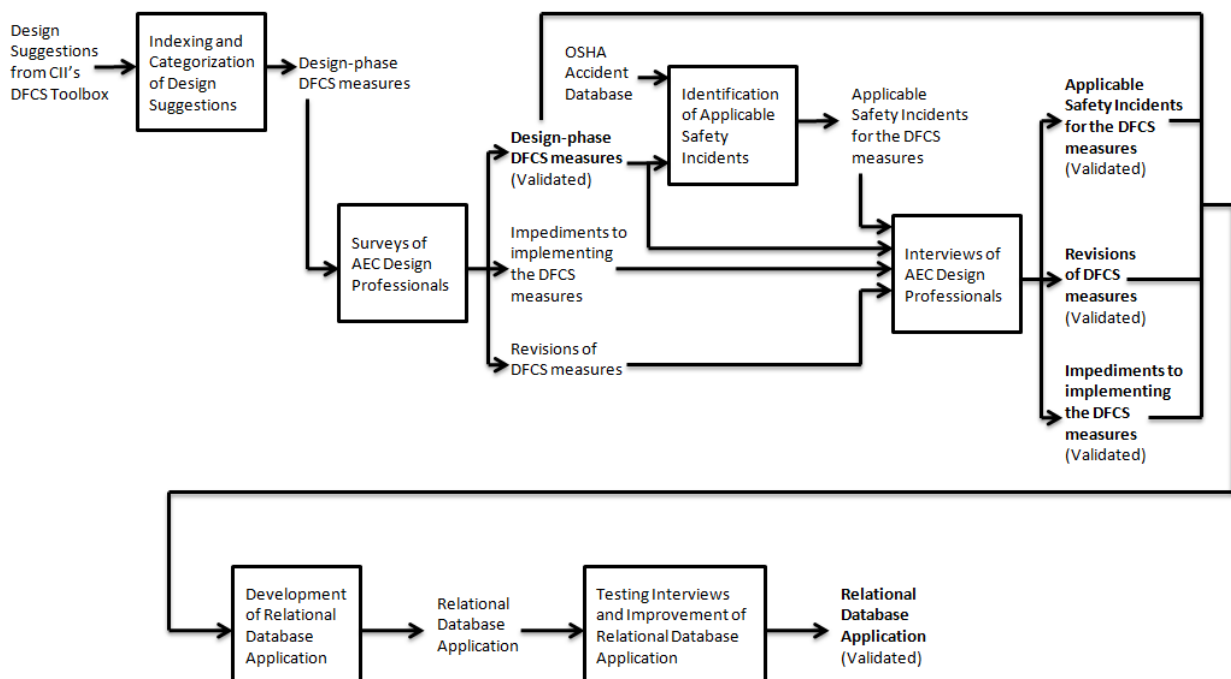 Design
Suggestions
from CII's
DFCS Toolbox
Indexing and
Categorization
of Design
Suggestions
Design-phase
DFCS measures
Surveys of
AEC Design
Professionals
Design-phase
DFCS measures
(Validated)
Impediments to
implementing
the DFCS
measures
Revisions of
DFCS measures
OSHA
Accident
Database
Identification
of Applicable
Safety
Incidents
Applicable
Safety Incidents
for the DFCS
measures
Interviews of
AEC Design
Professionals
Applicable
Safety Incidents
for the DFCS
measures
(Validated)
Revisions
of DFCS
measures
(Validated)
Impediments to
implementing
the DFCS
measures
(Validated)
Development
of Relational
Database
Application
Relational
Database
Application
Testing Interviews
and Improvement of
Relational Database
Application
Relational
Database
Application
(Validated)